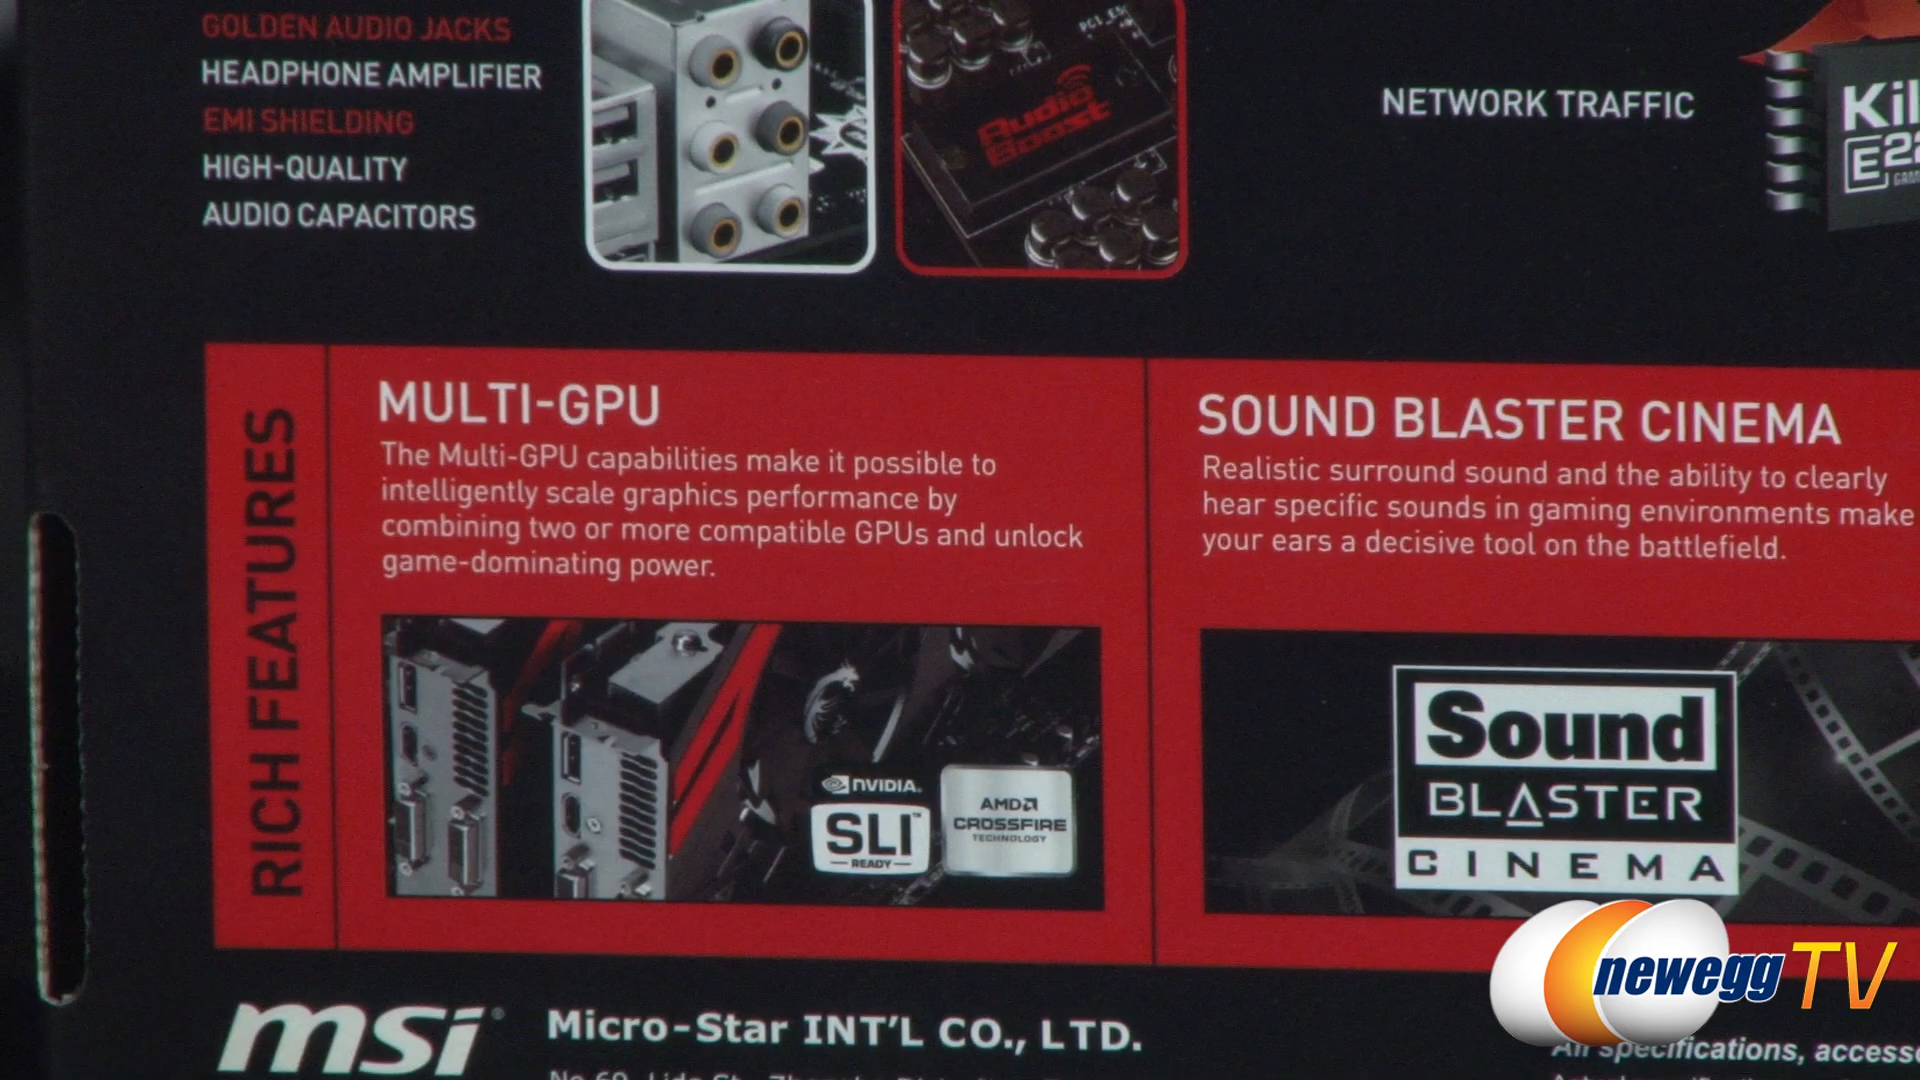 GOLDEN AUDIO JACKS
HEADPHONE AMPLIFIER
EMI SHIELDING
HIGH-QUALITY
AUDIO CAPACITORS
Audio
Boost
NETWORK TRAFFIC
RICH FEATURES
MULTI-GPU
The Multi-GPU capabilities make it possible to
intelligently scale graphics performance by
combining two or more compatible GPUs and unlock
game-dominating power.
NVIDIA.
SLI™
READY
AMD
CROSSFIRE
TECHNOLOGY
SOUND BLASTER CINEMA
Realistic surround sound and the ability to clearly
hear specific sounds in gaming environments make
your ears a decisive tool on the battlefield.
Sound
BLASTER
CINEMA
newegg TV
msi®
Micro-Star INT'L CO., LTD.
All specifications,